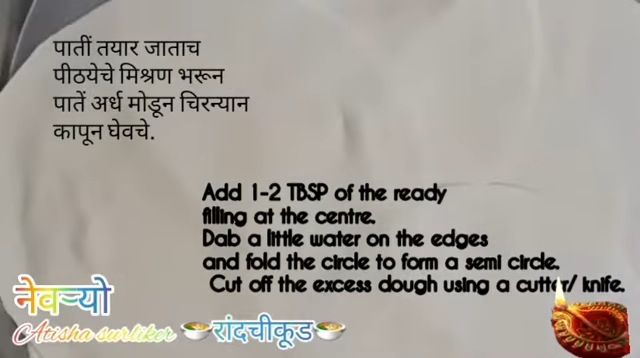 पातीं तयार जाताच
पीठयेचे मिश्रण भरून
पातें अर्ध मोडून चिरन्यान
कापून घेवचे.
Add 1-2 TBSP of the ready
filling at the centre.
Dab a little water on the edges
and fold the circle to form a semi circle.
Cut off the excess dough using a cutter/ knife.
नेवऱ्यो
Atisha surliker 🍲रांदचीकूड🍲